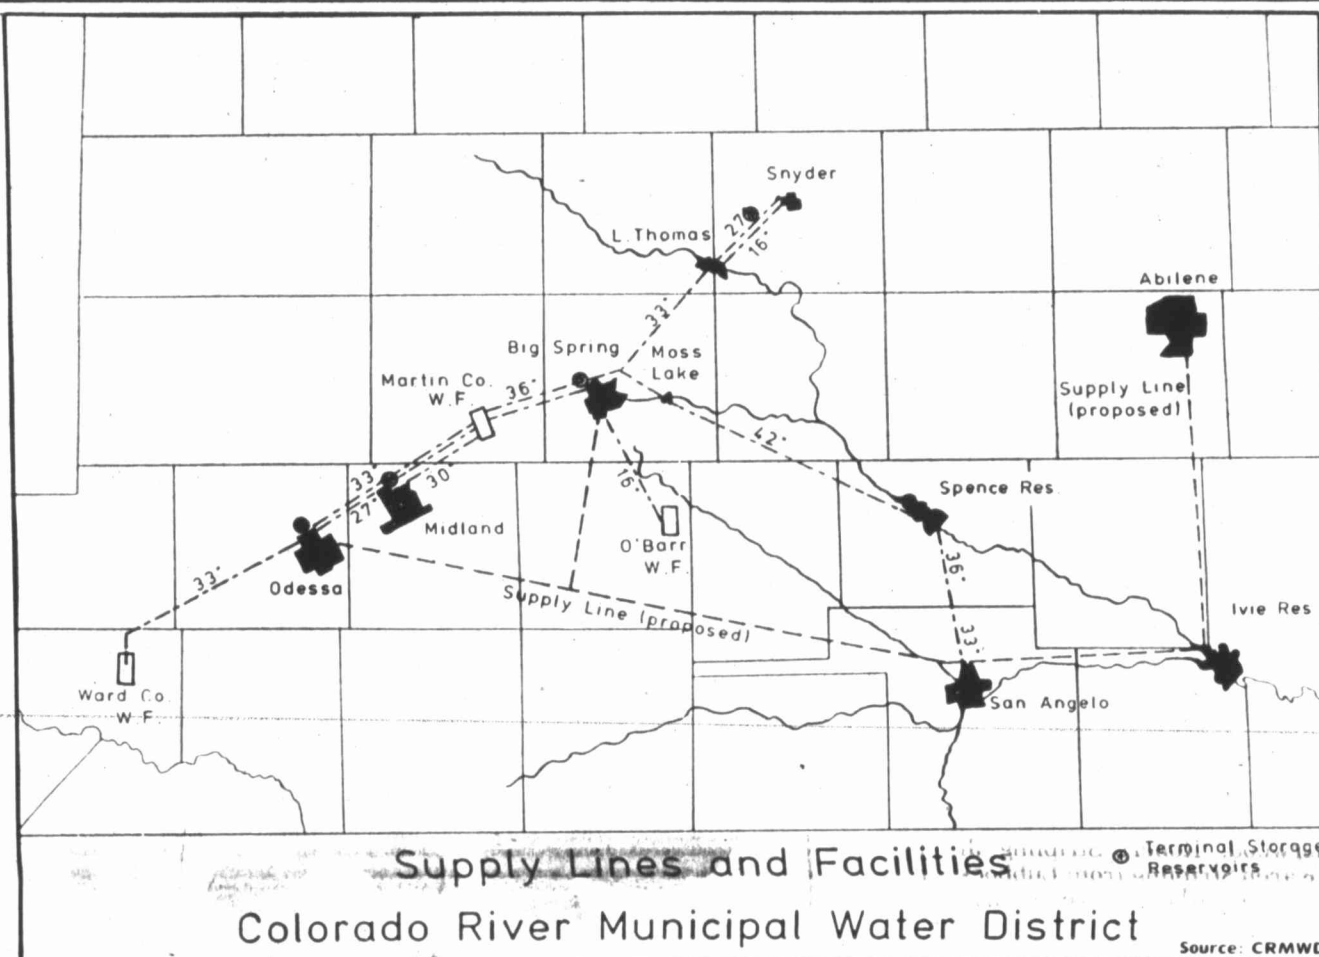 Snyder
27"
16"
L. Thomas
Abilene
33"
Big Spring
Moss
Lake
Martin Co.
W.F.
36"
Supply Line
(proposed)
42"
33"
30"
27"
16"
Spence Res.
Midland
O'Barr
W.F.
Odessa
33"
36"
Supply Line (proposed)
33"
Ivie Res
Ward Co.
W.F.
San Angelo
Supply Lines and Facilities
Terminal Storage
Reservoirs
Colorado River Municipal Water District
Source: CRMWD